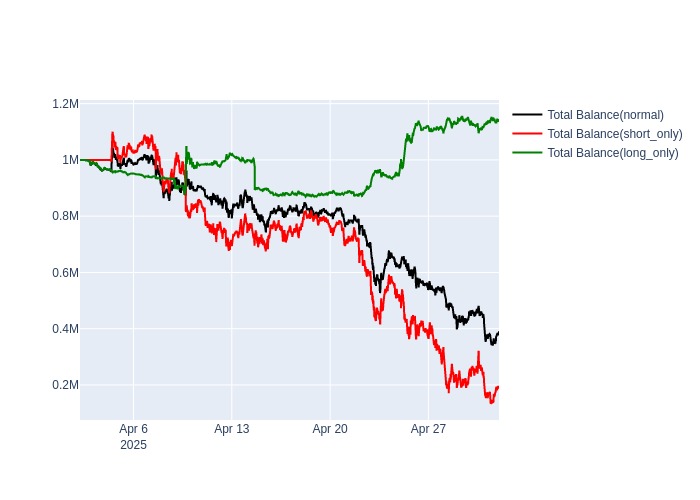 1.2M
1M
0.8M
0.6M
0.4M
0.2M
Apr 6
2025
Apr 13
Apr 20
Apr 27
Total Balance(normal)
Total Balance(short_only)
Total Balance(long_only)